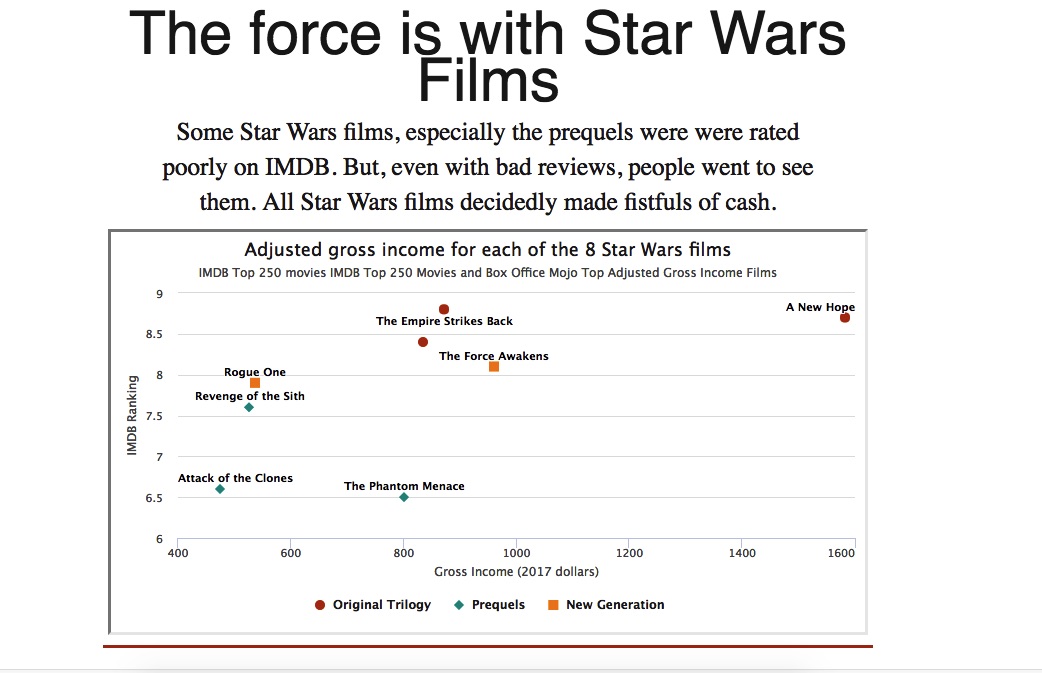 The force is with Star Wars
Films
Some Star Wars films, especially the prequels were were rated
poorly on IMDB. But, even with bad reviews, people went to see
them. All Star Wars films decidedly made fistfuls of cash.
Adjusted gross income for each of the 8 Star Wars films
IMDB Top 250 movies IMDB Top 250 Movies and Box Office Mojo Top Adjusted Gross Income Films
9
A New Hope
The Empire Strikes Back
8.5
The Force Awakens
8
Rogue One
Revenge of the Sith
IMDB Ranking
7.5
7
Attack of the Clones
The Phantom Menace
6.5
6
400 600 800 1000 1200 1400 1600
Gross Income (2017 dollars)
Original Trilogy Prequels New Generation